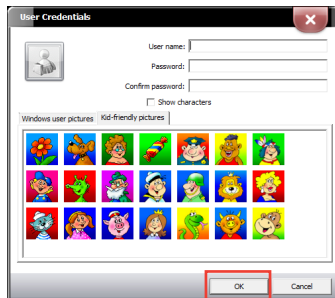 User Credentials
User name:
Password:
Confirm password:
Show characters
Windows user pictures
Kid-friendly pictures
OK
Cancel